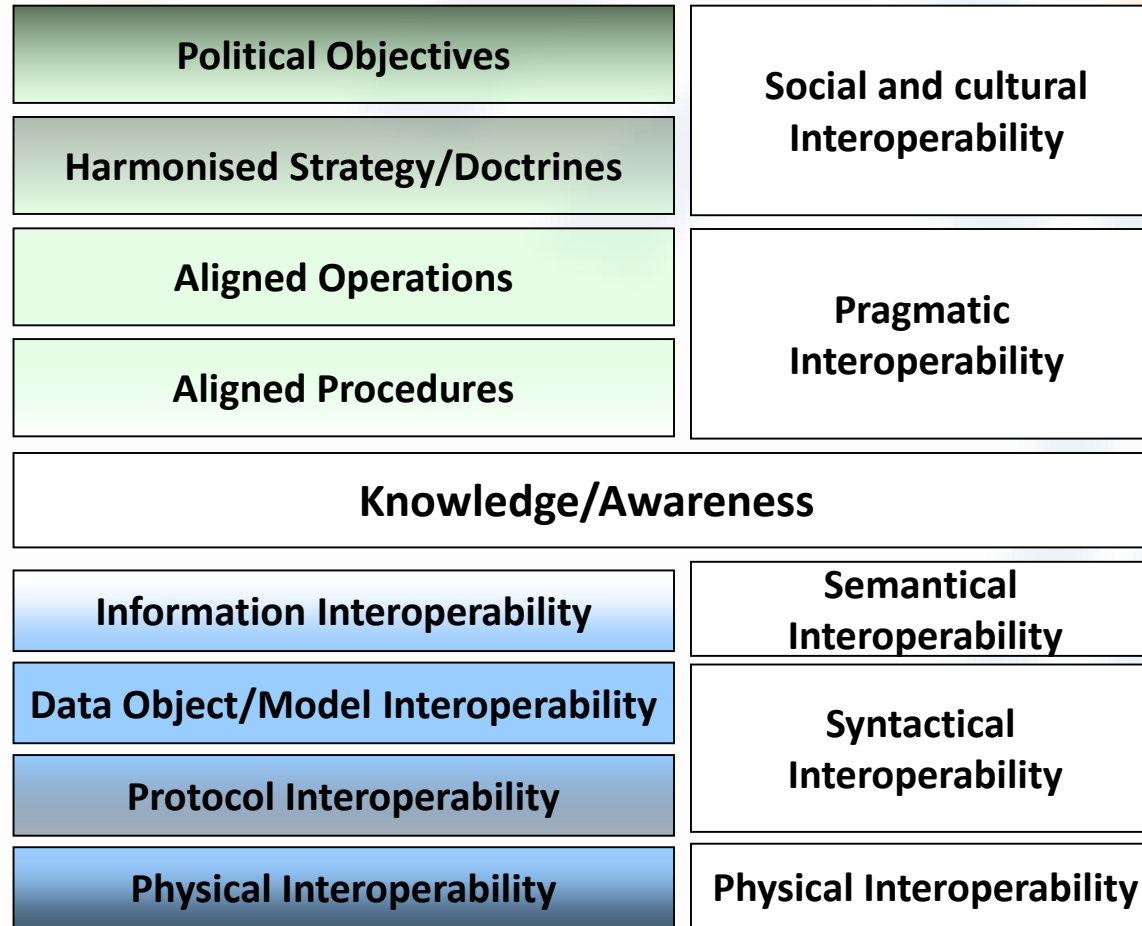 Political Objectives
Harmonised Strategy/Doctrines
Social and cultural
Interoperability
Aligned Operations
Aligned Procedures
Pragmatic
Interoperability
Knowledge/Awareness
Information Interoperability
Semantical
Interoperability
Data Object/Model Interoperability
Protocol Interoperability
Syntactical
Interoperability
Physical Interoperability
Physical Interoperability